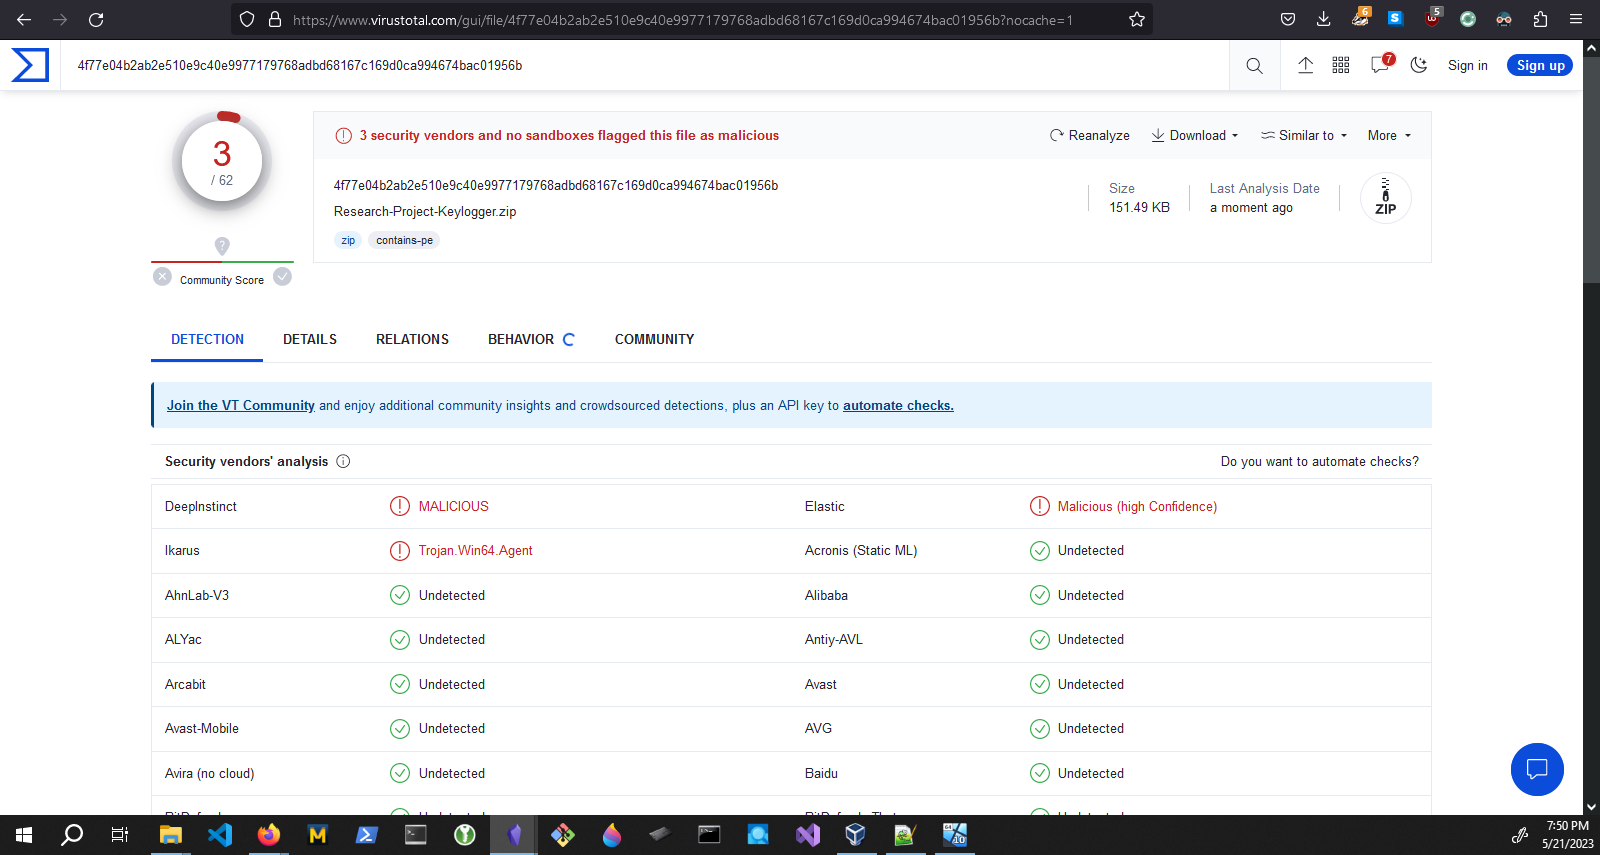 https://www.virustotal.com/gui/file/4f77e04b2ab2e510e9c40e9977179768adbd68167c169d0ca994674bac01956b?nocache=1
6
5
4f77e04b2ab2e510e9c40e9977179768adbd68167c169d0ca994674bac01956b
7
Sign in
Sign up
3
/ 62
3 security vendors and no sandboxes flagged this file as malicious
Reanalyze
Download
Similar to
More
4f77e04b2ab2e510e9c40e9977179768adbd68167c169d0ca994674bac01956b
Research-Project-Keylogger.zip
zip
contains-pe
Size
151.49 KB
Last Analysis Date
a moment ago
ZIP
?
Community Score
DETECTION
DETAILS
RELATIONS
BEHAVIOR
COMMUNITY
Join the VT Community and enjoy additional community insights and crowdsourced detections, plus an API key to automate checks.
Security vendors' analysis
Do you want to automate checks?
DeepInstinct
MALICIOUS
Elastic
Malicious (high Confidence)
Ikarus
Trojan.Win64.Agent
Acronis (Static ML)
Undetected
AhnLab-V3
Undetected
Alibaba
Undetected
ALYac
Undetected
Antiy-AVL
Undetected
Arcabit
Undetected
Avast
Undetected
Avast-Mobile
Undetected
AVG
Undetected
Avira (no cloud)
Undetected
Baidu
Undetected
7:50 PM
5/21/2023